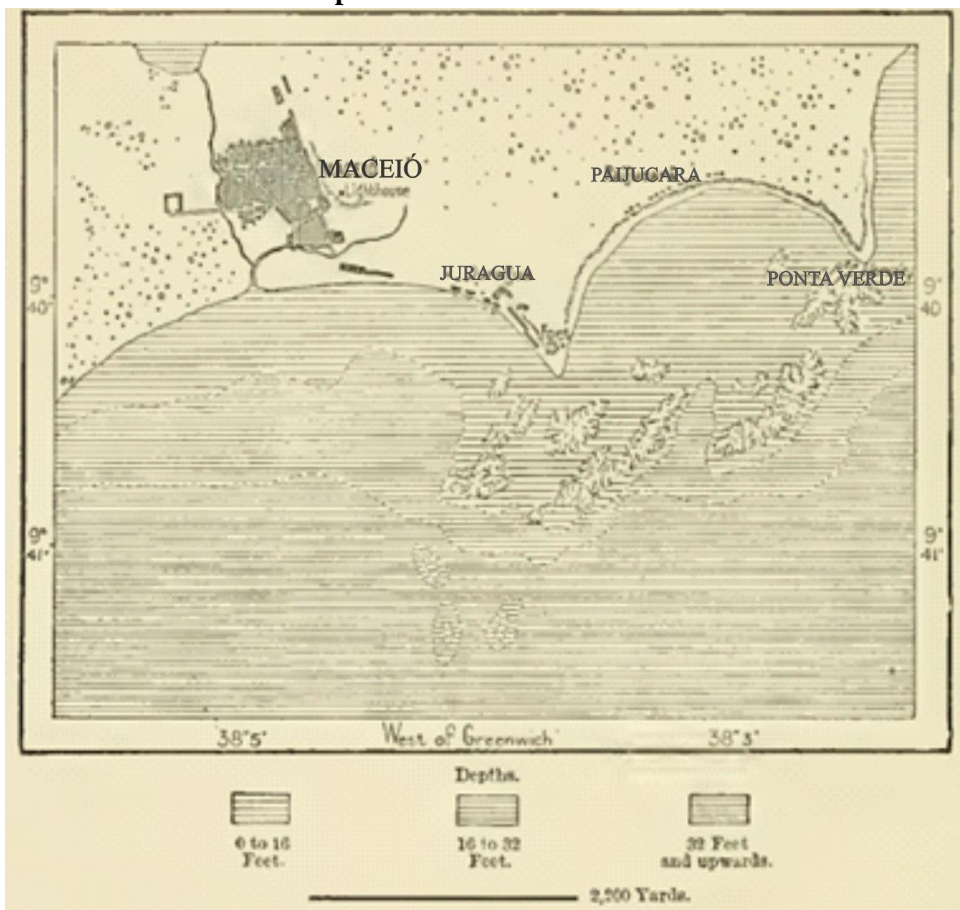 MACEIÓ
Lighthouse
PAIJUCARA
JURAGUA
PONTA VERDE
9°
40'
9°
40
9°
41'
9°
41'
38°5'
West of Greenwich
38°3'
Depths.
0 to 16
Feet.
16 to 32
Feet.
32 Feet
and upwards.
2,200 Yards.